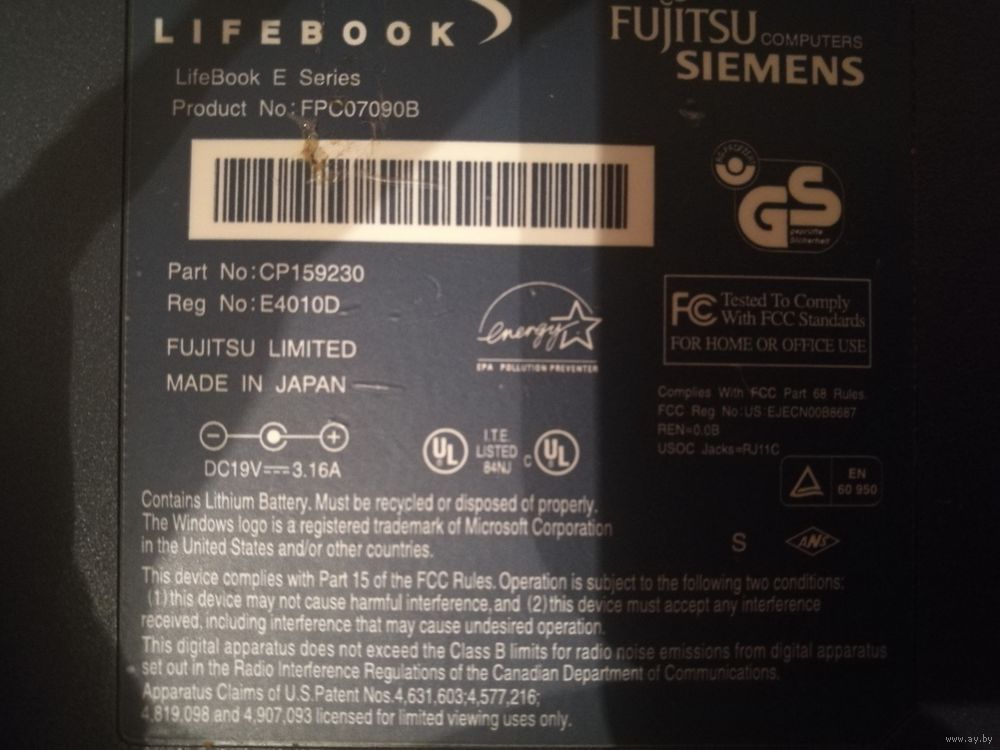 LIFEBOOK
FUJITSU COMPUTERS
SIEMENS
LifeBook E Series
Product No:FPC07090B
GS
geprüfte
Sicherheit
Part No:CP159230
Reg No:E4010D
FUJITSU LIMITED
MADE IN JAPAN
energy
EPA POLLUTION PREVENTER
FC Tested To Comply
With FCC Standards
FOR HOME OR OFFICE USE
Complies With FCC Part 68 Rules.
FCC Reg No:US:EJECN00B8687
REN=0.0B
USOC Jacks=RJ11C
DC19V 3.16A
UL
I.T.E.
LISTED
84NJ
C UL
EN
60 950
S
Contains Lithium Battery. Must be recycled or disposed of properly.
The Windows logo is a registered trademark of Microsoft Corporation
in the United States and/or other countries.
This device complies with Part 15 of the FCC Rules. Operation is subject to the following two conditions:
(1)this device may not cause harmful interference,and (2)this device must accept any interference
received, including interference that may cause undesired operation.
This digital apparatus does not exceed the Class B limits for radio noise emissions from digital apparatus
set out in the Radio Interference Regulations of the Canadian Department of Communications.
Apparatus Claims of U.S.Patent Nos.4,631,603;4,577,216;
4,819,098 and 4,907,093 licensed for limited viewing uses only.
www.ay.by